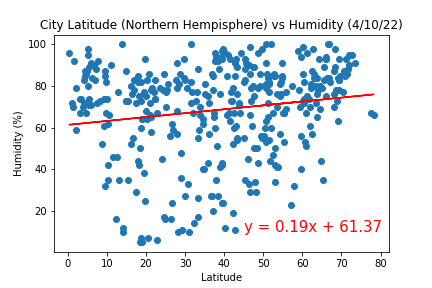 City Latitude (Northern Hempisphere) vs Humidity (4/10/22)
100
80
60
40
20
Humidity (%)
y = 0.19x + 61.37
0 10 20 30 40 50 60 70 80
Latitude